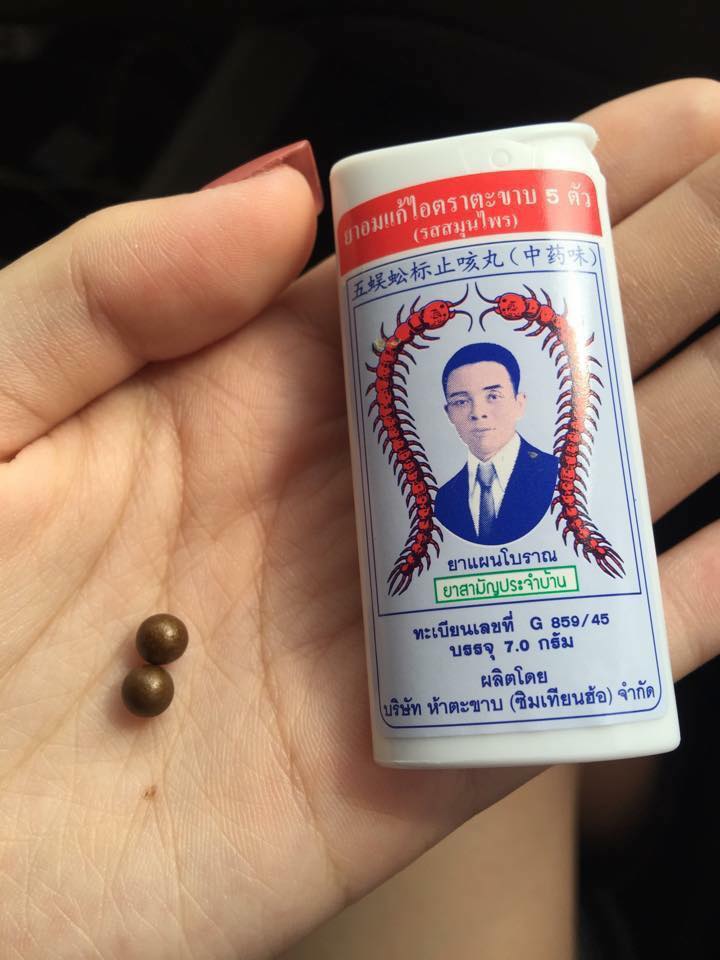 ยาอมแก้ไอตราตะขาบ 5 ตัว
(รสสมุนไพร)
五蜈蚣标止咳丸(中药味)
ยาแผนโบราณ
ยาสามัญประจำบ้าน
ทะเบียนเลขที่ G 859/45
บรรจุ 7.0 กรัม
ผลิตโดย
บริษัท ห้าตะขาบ (ซิมเทียนฮ้อ) จำกัด